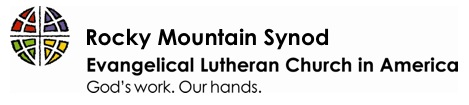 Rocky Mountain Synod
Evangelical Lutheran Church in America
God's work. Our hands.